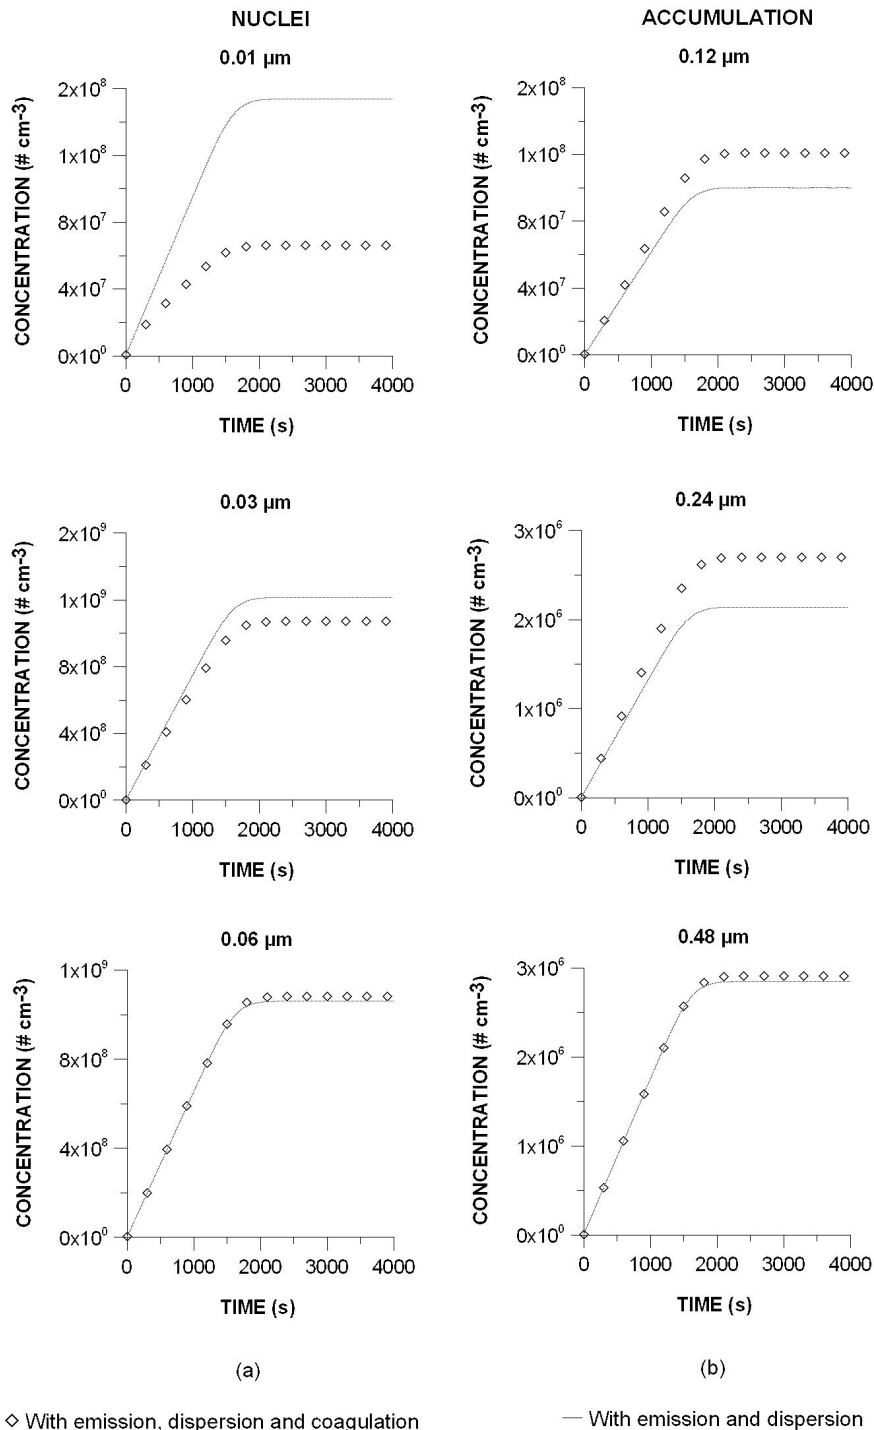 NUCLEI
0.01 µm
CONCENTRATION (# cm-3)
2x10⁸
1x10⁸
8x10⁷
4x10⁷
0x10⁰
0 1000 2000 3000 4000
TIME (s)
0.03 µm
CONCENTRATION (# cm-3)
2x10⁹
1x10⁹
8x10⁸
4x10⁸
0x10⁰
0 1000 2000 3000 4000
TIME (s)
0.06 µm
CONCENTRATION (# cm-3)
1x10⁹
8x10⁸
4x10⁸
0x10⁰
0 1000 2000 3000 4000
TIME (s)
(a)
ACCUMULATION
0.12 µm
CONCENTRATION (# cm-3)
2x10⁸
1x10⁸
8x10⁷
4x10⁷
0x10⁰
0 1000 2000 3000 4000
TIME (s)
0.24 µm
CONCENTRATION (# cm-3)
3x10⁶
2x10⁶
1x10⁶
0x10⁰
0 1000 2000 3000 4000
TIME (s)
0.48 µm
CONCENTRATION (# cm-3)
3x10⁶
2x10⁶
1x10⁶
0x10⁰
0 1000 2000 3000 4000
TIME (s)
(b)
With emission, dispersion and coagulation
With emission and dispersion